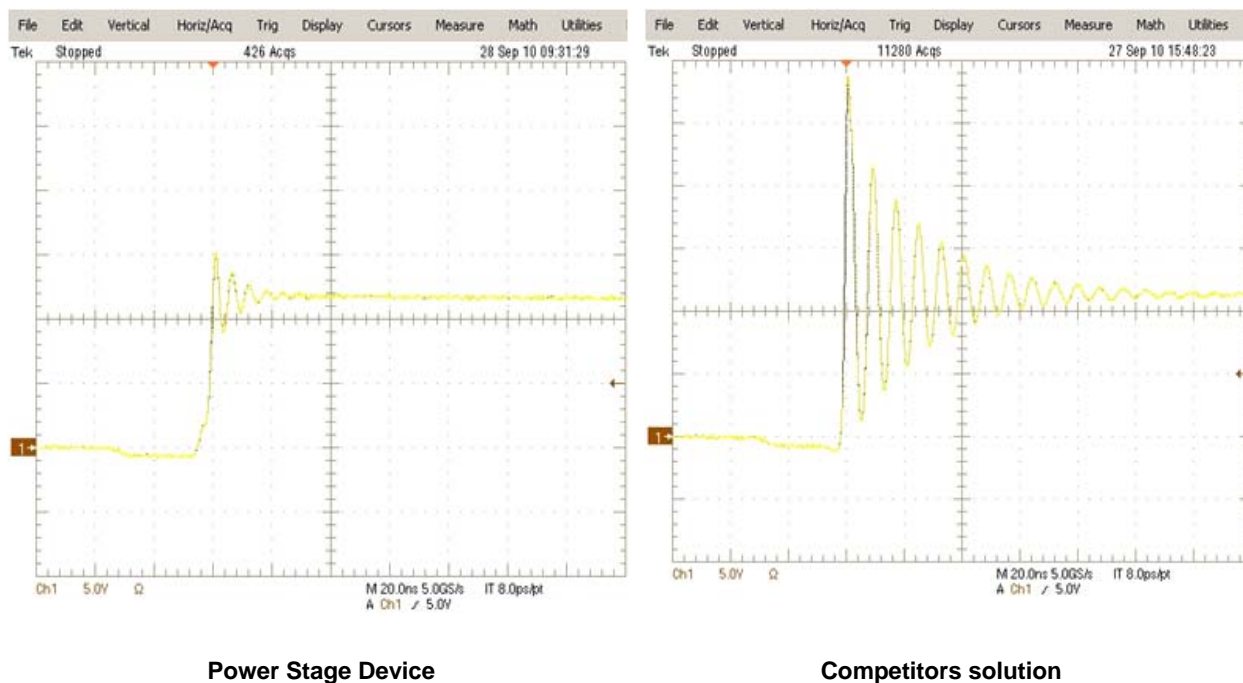 File Edit Vertical Horiz/Acq Trig Display Cursors Measure Math Utilities
Tek Stopped 426 Acqs 28 Sep 10 09:31:29
1
Ch1 5.0V Ω M 20.0ns 5.0GS/s IT 8.0ps/pt
A Ch1 / 5.0V
File Edit Vertical Horiz/Acq Trig Display Cursors Measure Math Utilities
Tek Stopped 11280 Acqs 27 Sep 10 15:48:23
1
Ch1 5.0V Ω M 20.0ns 5.0GS/s IT 8.0ps/pt
A Ch1 / 5.0V
Power Stage Device
Competitors solution